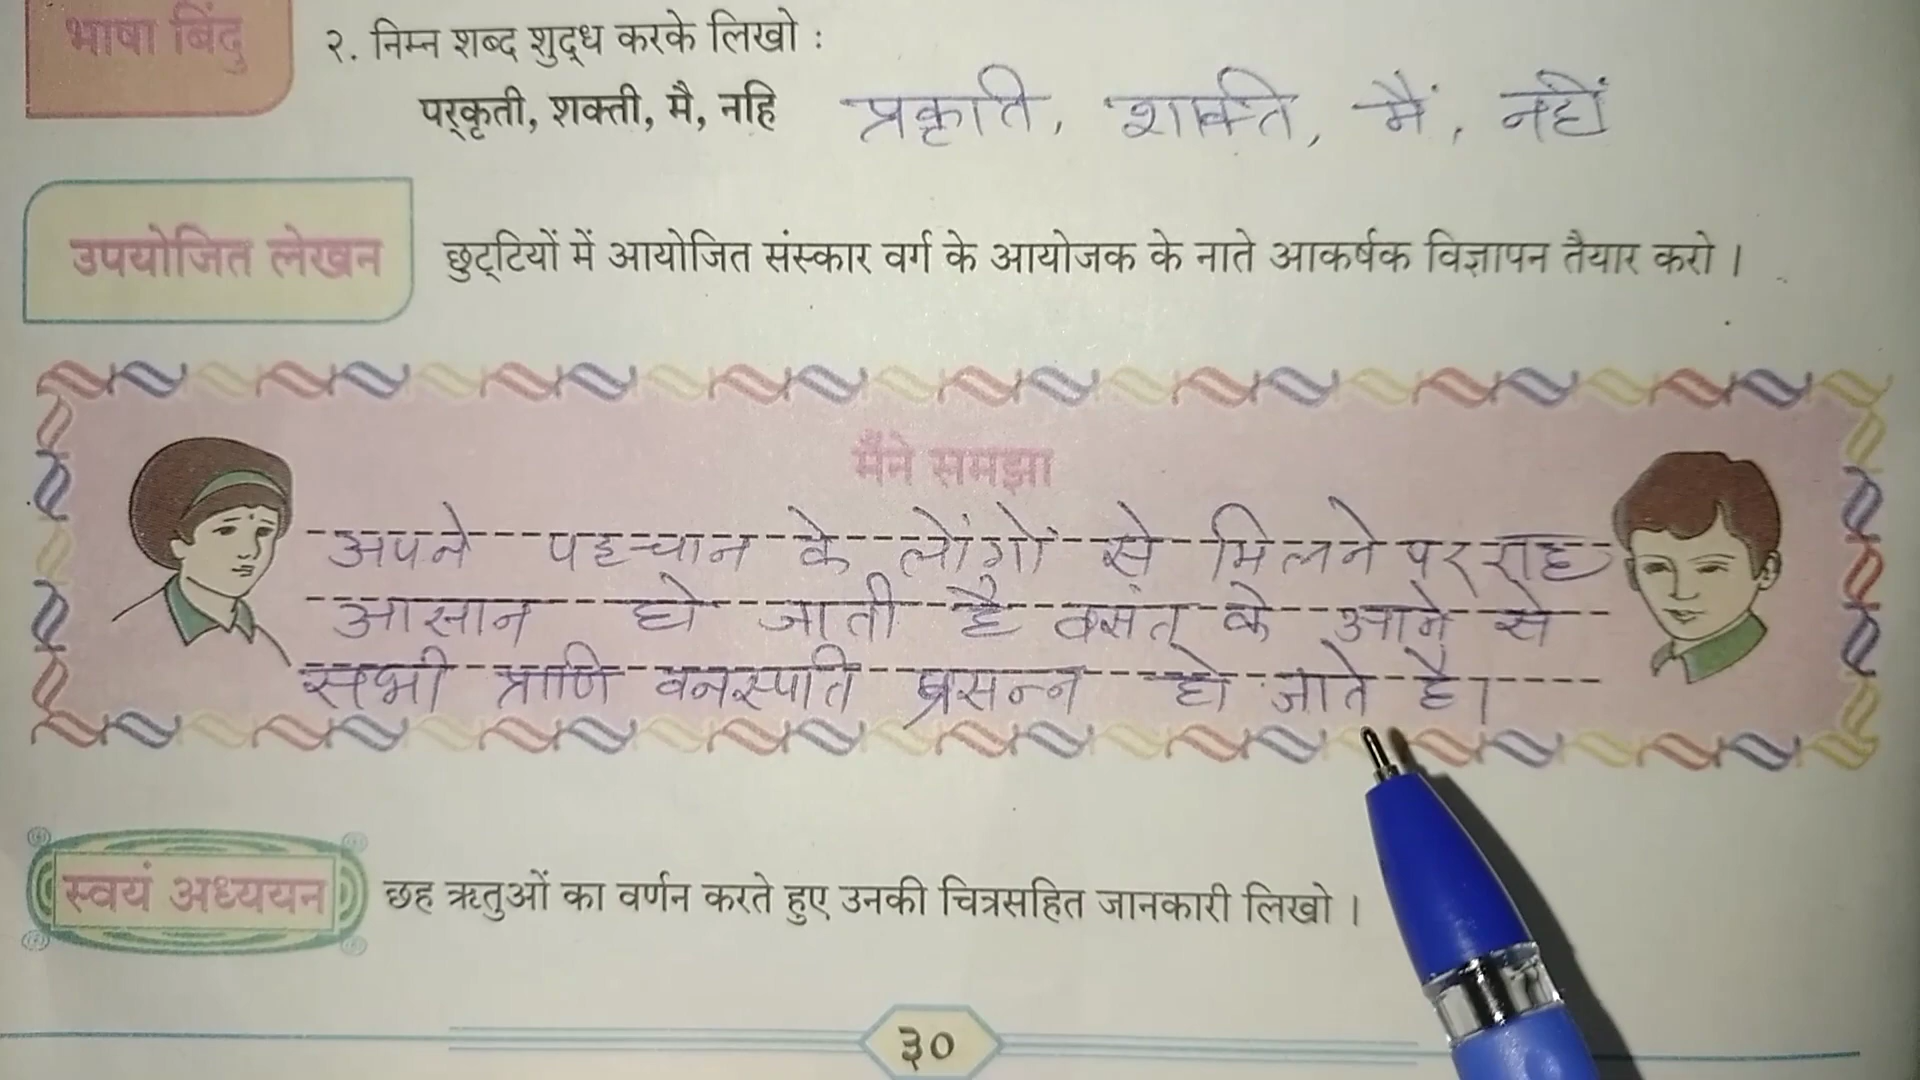 भाषा बिंदु
२. निम्न शब्द शुद्ध करके लिखो :
पर्कृती, शक्ती, मै, नहि प्रकृति, शक्ति, मैं, नहीं
उपयोजित लेखन
छुट्टियों में आयोजित संस्कार वर्ग के आयोजक के नाते आकर्षक विज्ञापन तैयार करो ।
मैंने समझा
अपने पहचान के लोंगों से मिलने पर राह
आसान हो जाती है वसंत के आने से
सभी प्राणि वनस्पति प्रसन्न हो जाते है।
स्वयं अध्ययन
छह ऋतुओं का वर्णन करते हुए उनकी चित्रसहित जानकारी लिखो ।
३०